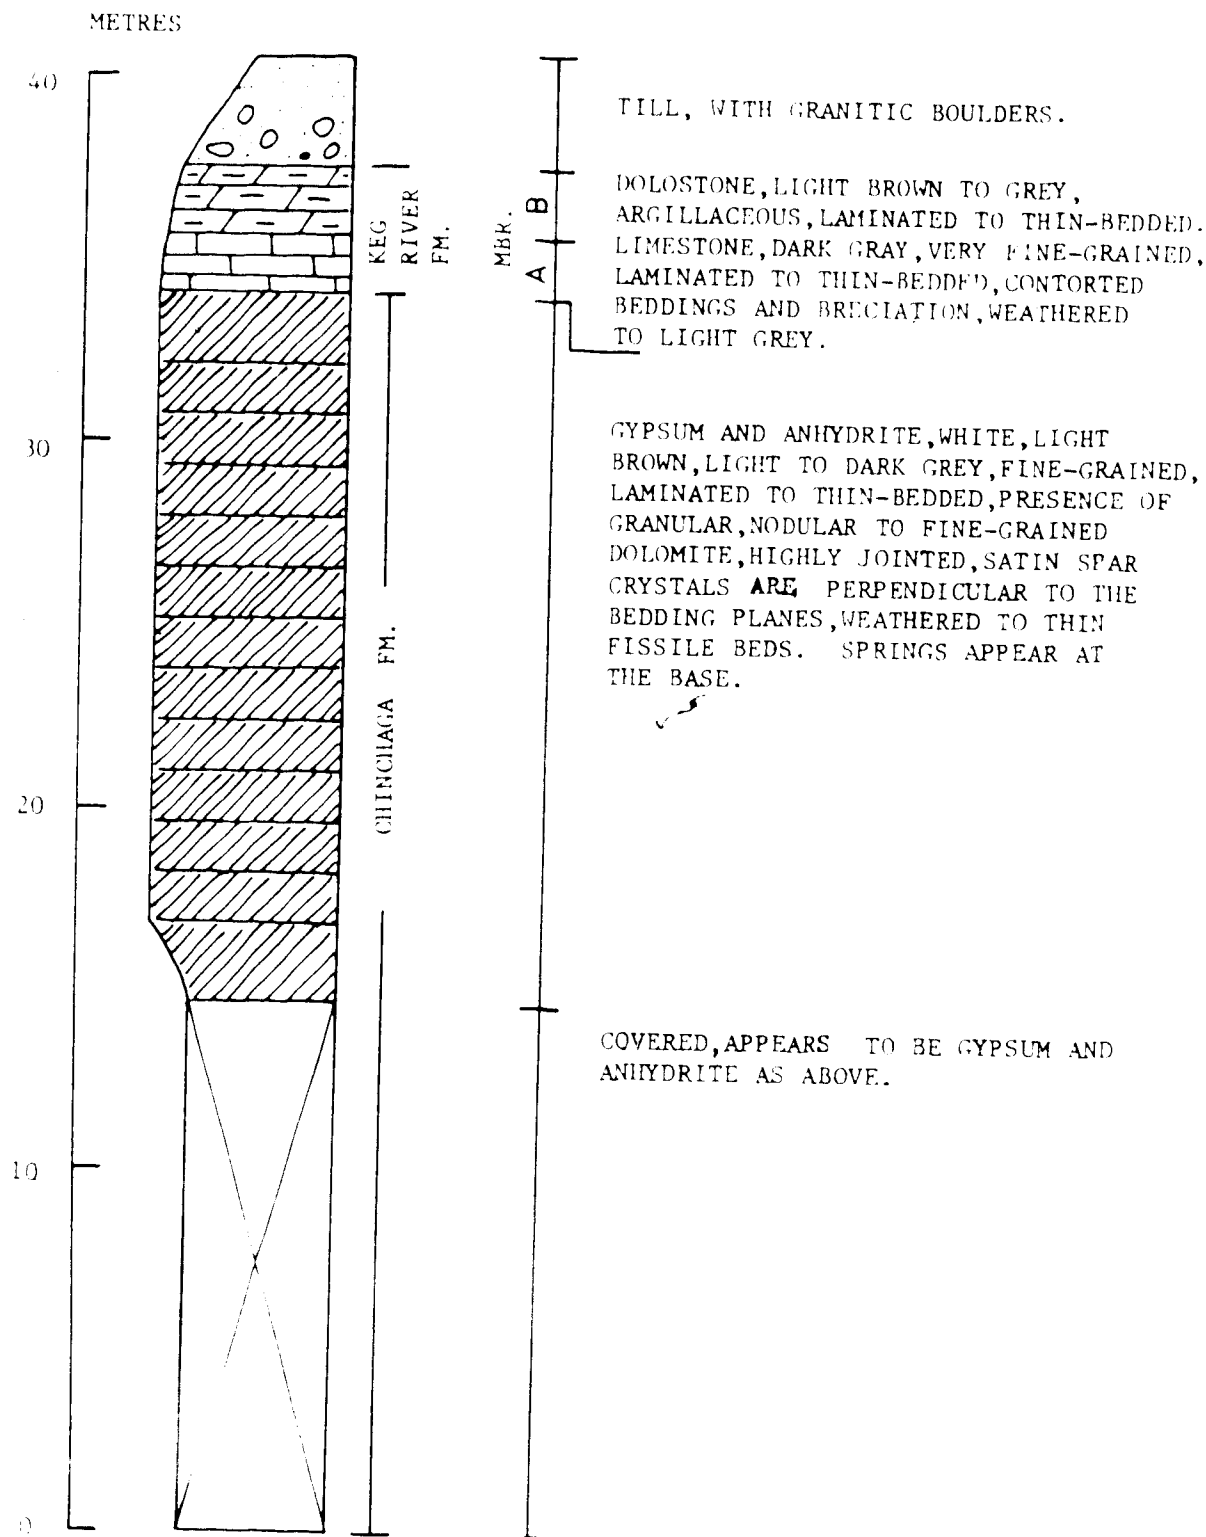 METRES
40
TILL, WITH GRANITIC BOULDERS.
KEG
RIVER
FM.
MBR.
B
A
DOLOSTONE,LIGHT BROWN TO GREY,
ARGILLACEOUS,LAMINATED TO THIN-BEDDED.
LIMESTONE,DARK GRAY,VERY FINE-GRAINED,
LAMINATED TO THIN-BEDDED,CONTORTED
BEDDINGS AND BRECIATION,WEATHERED
TO LIGHT GREY.
30
GYPSUM AND ANHYDRITE,WHITE,LIGHT
BROWN,LIGHT TO DARK GREY,FINE-GRAINED,
LAMINATED TO THIN-BEDDED,PRESENCE OF
GRANULAR,NODULAR TO FINE-GRAINED
DOLOMITE,HIGHLY JOINTED,SATIN SPAR
CRYSTALS ARE PERPENDICULAR TO THE
BEDDING PLANES,WEATHERED TO THIN
FISSILE BEDS. SPRINGS APPEAR AT
THE BASE.
CHINCHAGA FM.
20
COVERED,APPEARS TO BE GYPSUM AND
ANHYDRITE AS ABOVE.
10
0